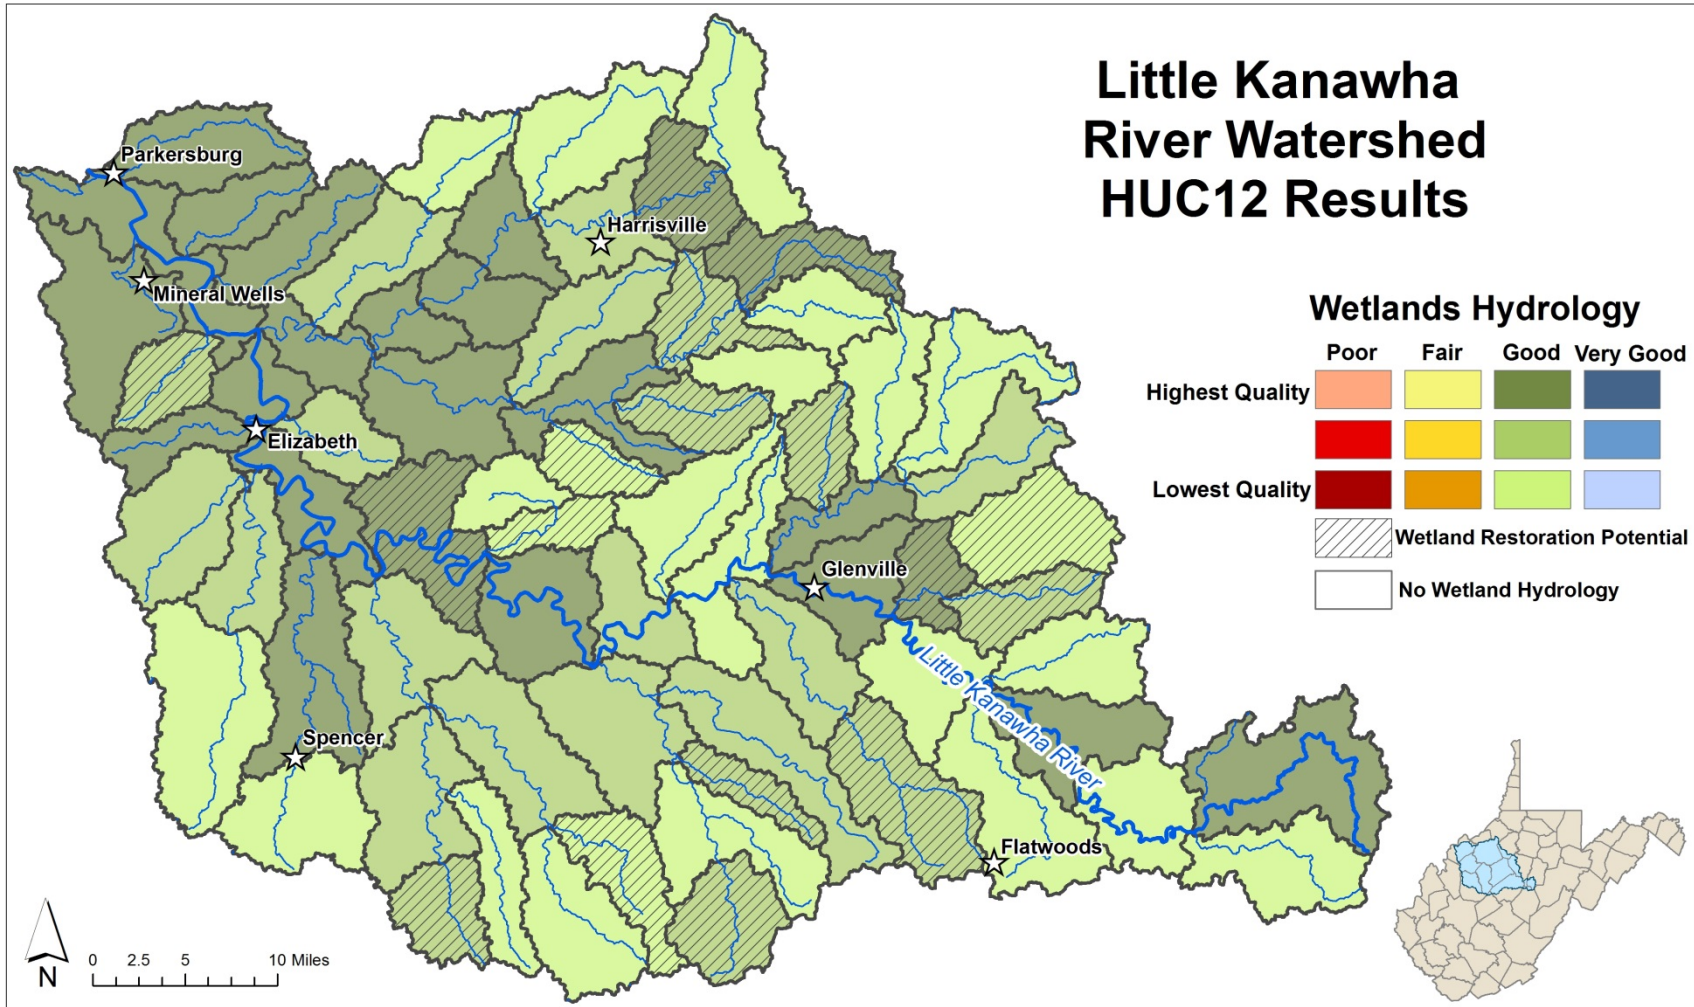 Little Kanawha
River Watershed
HUC12 Results
Parkersburg
Harrisville
Mineral Wells
Elizabeth
Glenville
Little Kanawha River
Spencer
Flatwoods
Wetlands Hydrology
Poor Fair Good Very Good
Highest Quality
Lowest Quality
Wetland Restoration Potential
No Wetland Hydrology
N
0 2.5 5 10 Miles